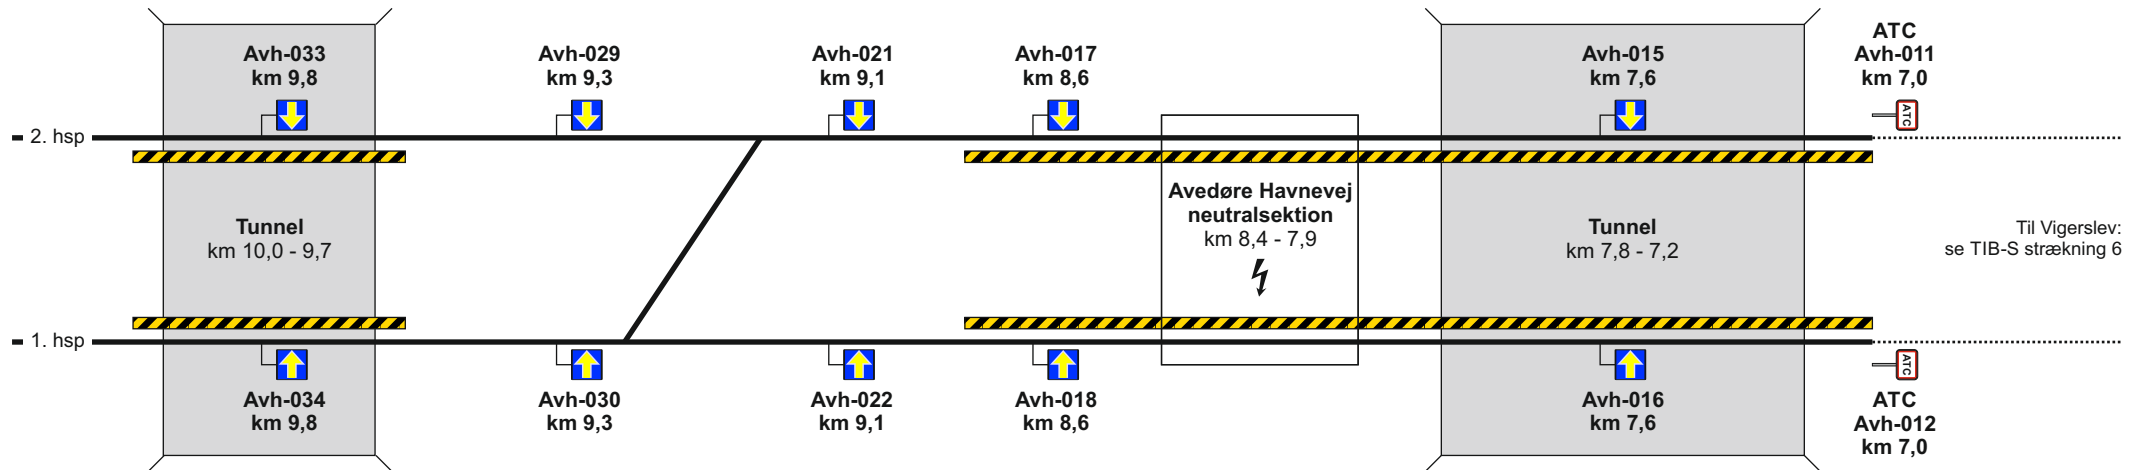 Avh-033
km 9,8
Avh-029
km 9,3
Avh-021
km 9,1
Avh-017
km 8,6
Avh-015
km 7,6
ATC
Avh-011
km 7,0
ATC
2. hsp
Tunnel
km 10,0 - 9,7
Avedøre Havnevej
neutralsektion
km 8,4 - 7,9
Tunnel
km 7,8 - 7,2
Til Vigerslev:
se TIB-S strækning 6
1. hsp
ATC
Avh-034
km 9,8
Avh-030
km 9,3
Avh-022
km 9,1
Avh-018
km 8,6
Avh-016
km 7,6
ATC
Avh-012
km 7,0